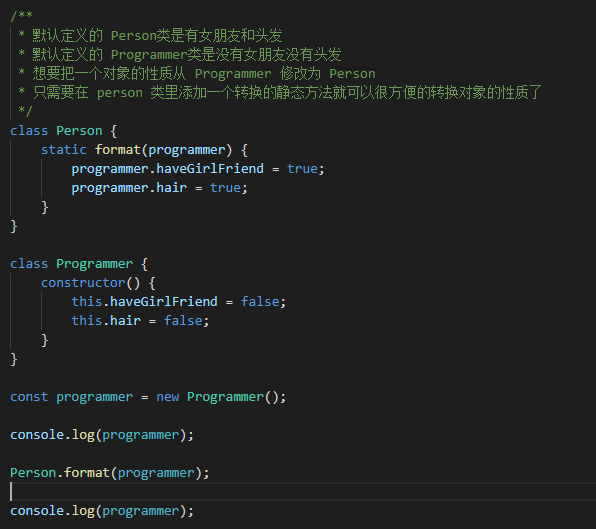 /**
 * 默认定义的 Person类是有女朋友和头发
 * 默认定义的 Programmer类是没有女朋友没有头发
 * 想要把一个对象的性质从 Programmer 修改为 Person
 * 只需要在 person 类里添加一个转换的静态方法就可以很方便的转换对象的性质了
 */
class Person {
    static format(programmer) {
        programmer.haveGirlFriend = true;
        programmer.hair = true;
    }
}

class Programmer {
    constructor() {
        this.haveGirlFriend = false;
        this.hair = false;
    }
}

const programmer = new Programmer();

console.log(programmer);

Person.format(programmer);

console.log(programmer);